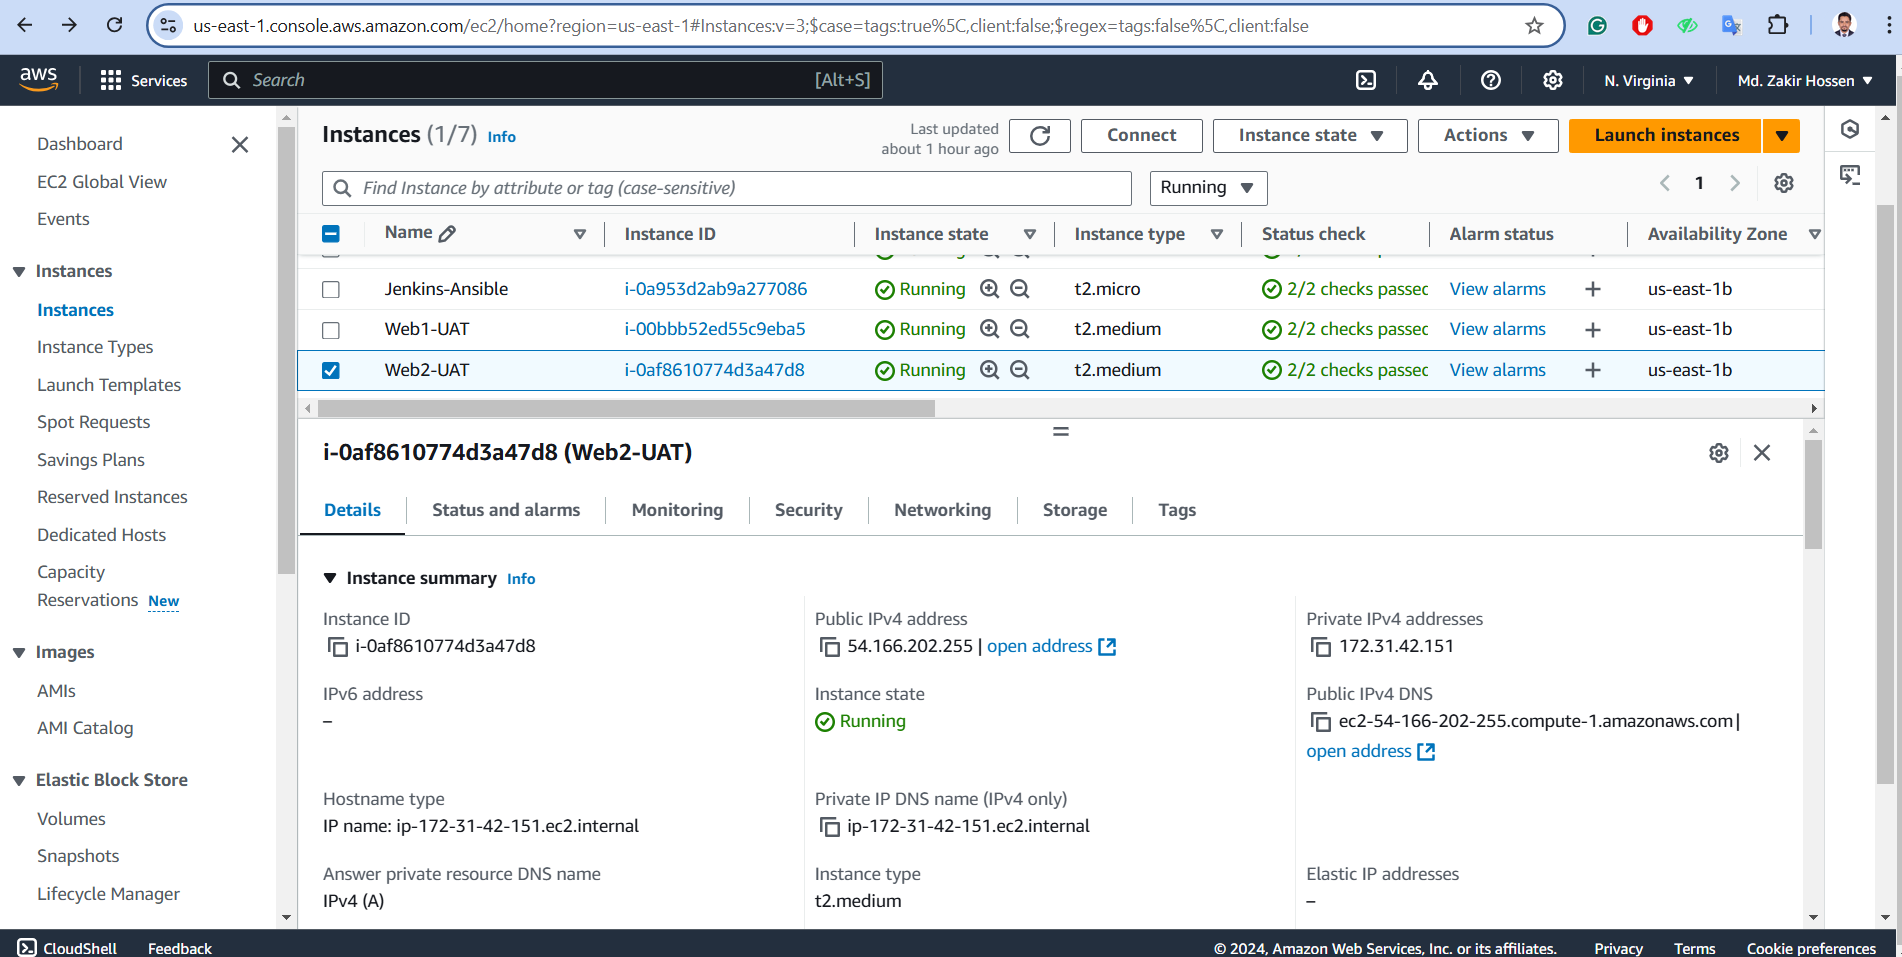 us-east-1.console.aws.amazon.com/ec2/home?region=us-east-1#Instances:v=3;$case=tags:true%5C,client:false;$regex=tags:false%5C,client:false
aws Services Search [Alt+S] N. Virginia Md. Zakir Hossen
Dashboard
EC2 Global View
Events
Instances
Instances
Instance Types
Launch Templates
Spot Requests
Savings Plans
Reserved Instances
Dedicated Hosts
Capacity
Reservations New
Images
AMIs
AMI Catalog
Elastic Block Store
Volumes
Snapshots
Lifecycle Manager
Instances (1/7) Info
Last updated
about 1 hour ago
Connect Instance state Actions Launch instances
Find Instance by attribute or tag (case-sensitive) Running 1
Name Instance ID Instance state Instance type Status check Alarm status Availability Zone
Jenkins-Ansible i-0a953d2ab9a277086 Running t2.micro 2/2 checks passec View alarms + us-east-1b
Web1-UAT i-00bbb52ed55c9eba5 Running t2.medium 2/2 checks passec View alarms + us-east-1b
Web2-UAT i-0af8610774d3a47d8 Running t2.medium 2/2 checks passec View alarms + us-east-1b
i-0af8610774d3a47d8 (Web2-UAT)
Details Status and alarms Monitoring Security Networking Storage Tags
Instance summary Info
Instance ID
i-0af8610774d3a47d8
Public IPv4 address
54.166.202.255 | open address
Private IPv4 addresses
172.31.42.151
IPv6 address
–
Instance state
Running
Public IPv4 DNS
ec2-54-166-202-255.compute-1.amazonaws.com |
open address
Hostname type
IP name: ip-172-31-42-151.ec2.internal
Private IP DNS name (IPv4 only)
ip-172-31-42-151.ec2.internal
Answer private resource DNS name
IPv4 (A)
Instance type
t2.medium
Elastic IP addresses
–
CloudShell Feedback © 2024, Amazon Web Services, Inc. or its affiliates. Privacy Terms Cookie preferences